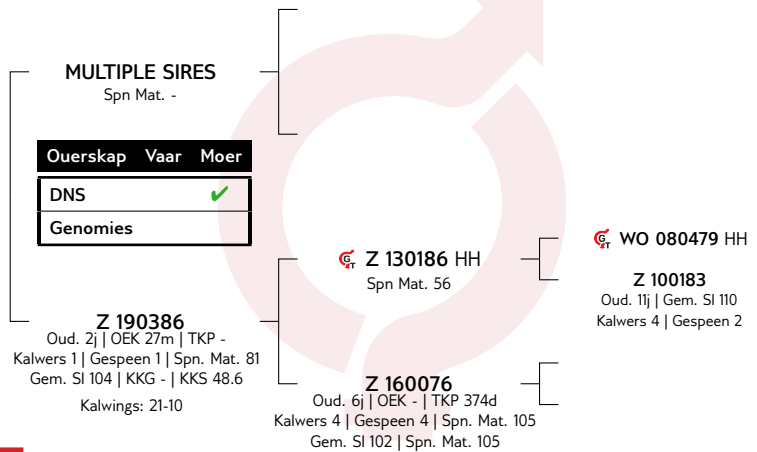 MULTIPLE SIRES
Spn Mat. -
Ouerskap Vaar Moer
DNS ✔
Genomies
Z 190386
Oud. 2j | OEK 27m | TKP -
Kalwers 1 | Gespeen 1 | Spn. Mat. 81
Gem. SI 104 | KKG - | KKS 48.6
Kalwings: 21-10
GT Z 130186 HH
Spn Mat. 56
Z 160076
Oud. 6j | OEK - | TKP 374d
Kalwers 4 | Gespeen 4 | Spn. Mat. 105
Gem. SI 102 | Spn. Mat. 105
GT WO 080479 HH
Z 100183
Oud. 11j | Gem. SI 110
Kalwers 4 | Gespeen 2